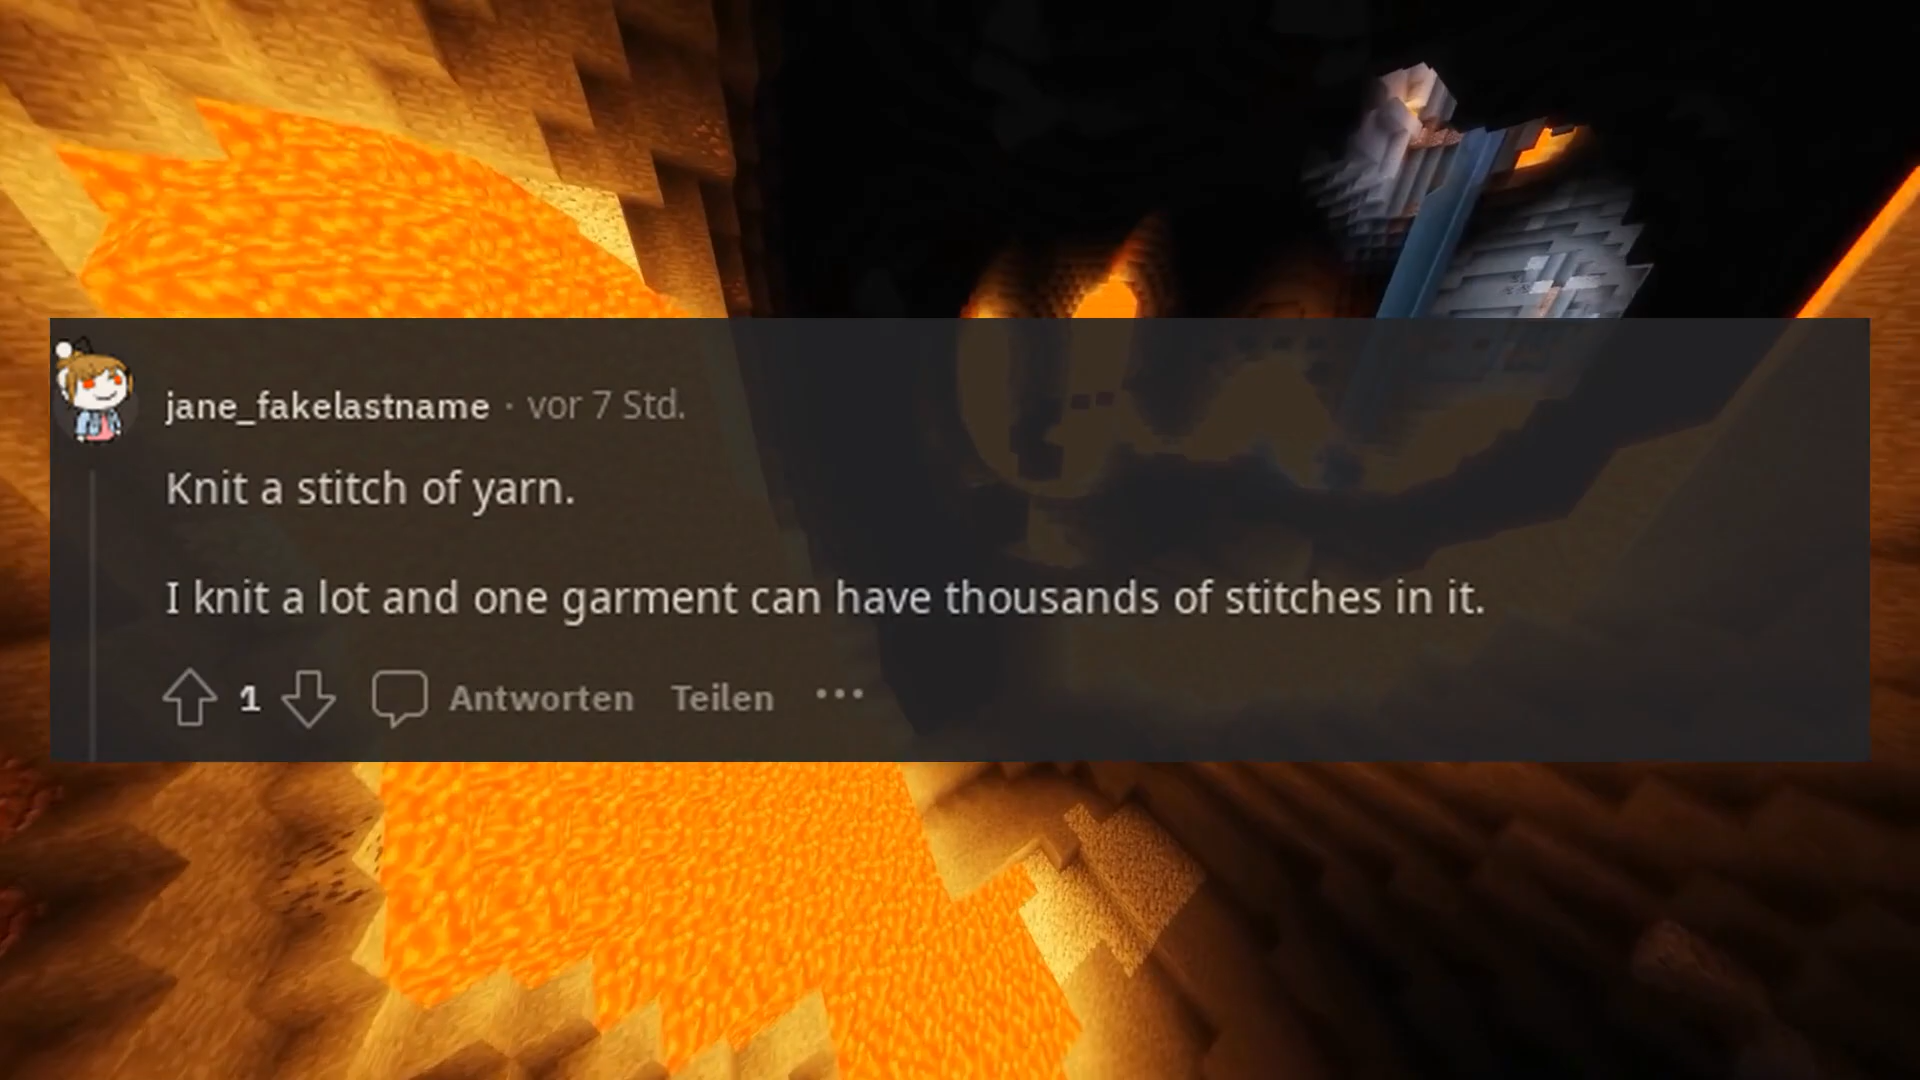 jane_fakelastname · vor 7 Std.
Knit a stitch of yarn.
I knit a lot and one garment can have thousands of stitches in it.
1 Antworten Teilen ...